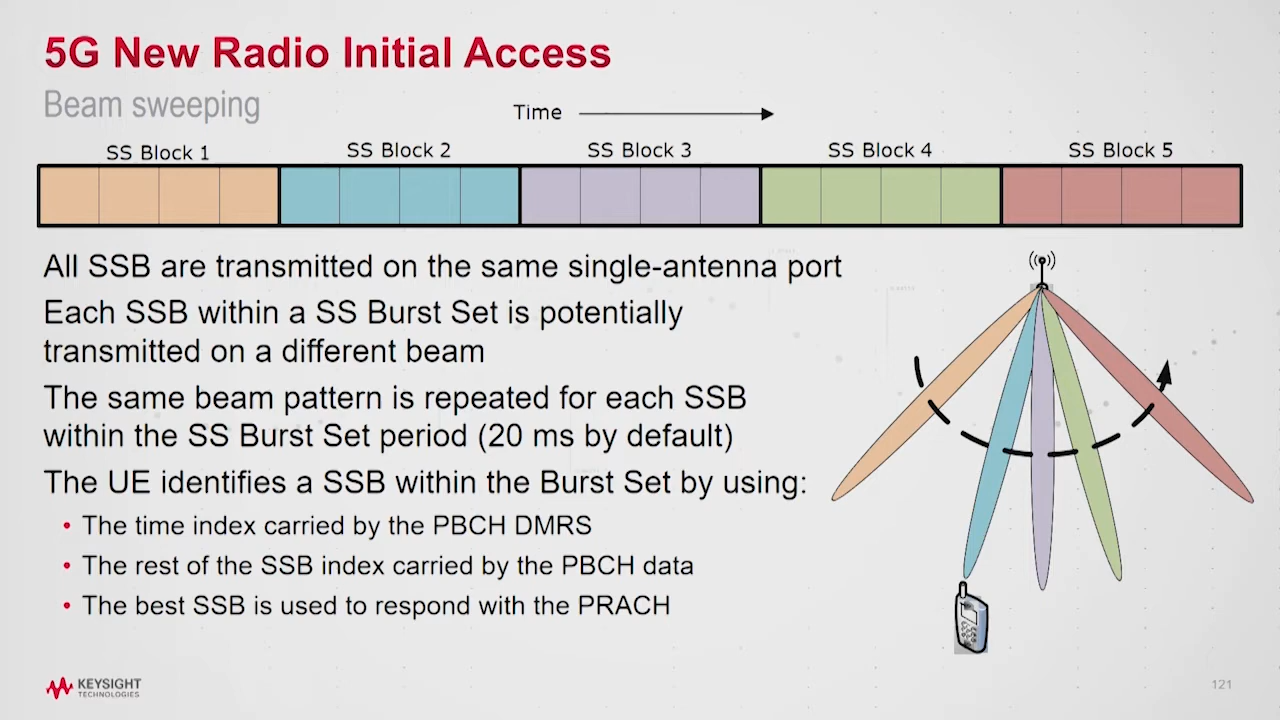 5G New Radio Initial Access
Beam sweeping
Time
SS Block 1
SS Block 2
SS Block 3
SS Block 4
SS Block 5
All SSB are transmitted on the same single-antenna port
Each SSB within a SS Burst Set is potentially
transmitted on a different beam
The same beam pattern is repeated for each SSB
within the SS Burst Set period (20 ms by default)
The UE identifies a SSB within the Burst Set by using:
• The time index carried by the PBCH DMRS
• The rest of the SSB index carried by the PBCH data
• The best SSB is used to respond with the PRACH
KEYSIGHT
TECHNOLOGIES
121